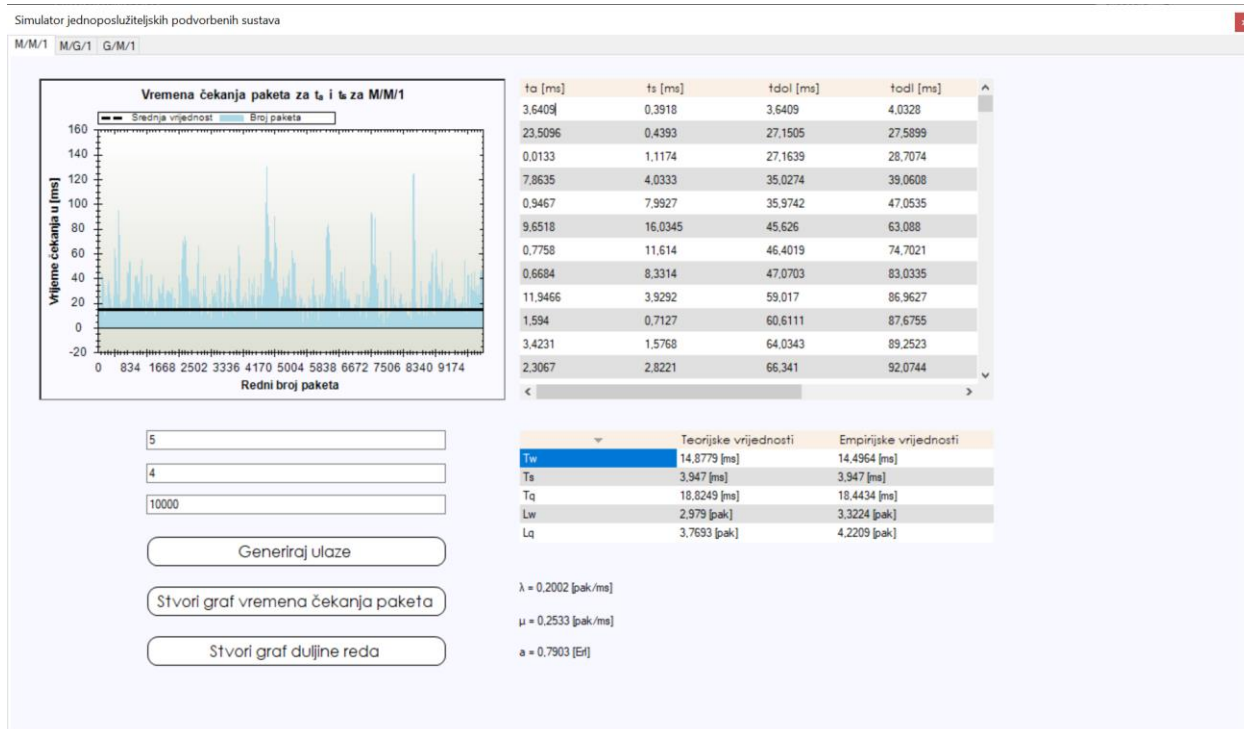 Simulator jednoposlužiteljskih podvorbenih sustava
M/M/1 M/G/1 G/M/1
Vremena čekanja paketa za tₐ i tₛ za M/M/1
Srednja vrijednost Broj paketa
Vrijeme čekanja u [ms]
160
140
120
100
80
60
40
20
0
-20
0 834 1668 2502 3336 4170 5004 5838 6672 7506 8340 9174
Redni broj paketa
ta [ms] ts [ms] tdol [ms] todl [ms]
3,6409 0,3918 3,6409 4,0328
23,5096 0,4393 27,1505 27,5899
0,0133 1,1174 27,1639 28,7074
7,8635 4,0333 35,0274 39,0608
0,9467 7,9927 35,9742 47,0535
9,6518 16,0345 45,626 63,088
0,7758 11,614 46,4019 74,7021
0,6684 8,3314 47,0703 83,0335
11,9466 3,9292 59,017 86,9627
1,594 0,7127 60,6111 87,6755
3,4231 1,5768 64,0343 89,2523
2,3067 2,8221 66,341 92,0744
5
4
10000
Generiraj ulaze
Stvori graf vremena čekanja paketa
Stvori graf duljine reda
Teorijske vrijednosti Empirijske vrijednosti
Tw 14,8779 [ms] 14,4964 [ms]
Ts 3,947 [ms] 3,947 [ms]
Tq 18,8249 [ms] 18,4434 [ms]
Lw 2,979 [pak] 3,3224 [pak]
Lq 3,7693 [pak] 4,2209 [pak]
λ = 0,2002 [pak/ms]
µ = 0,2533 [pak/ms]
a = 0,7903 [Erl]